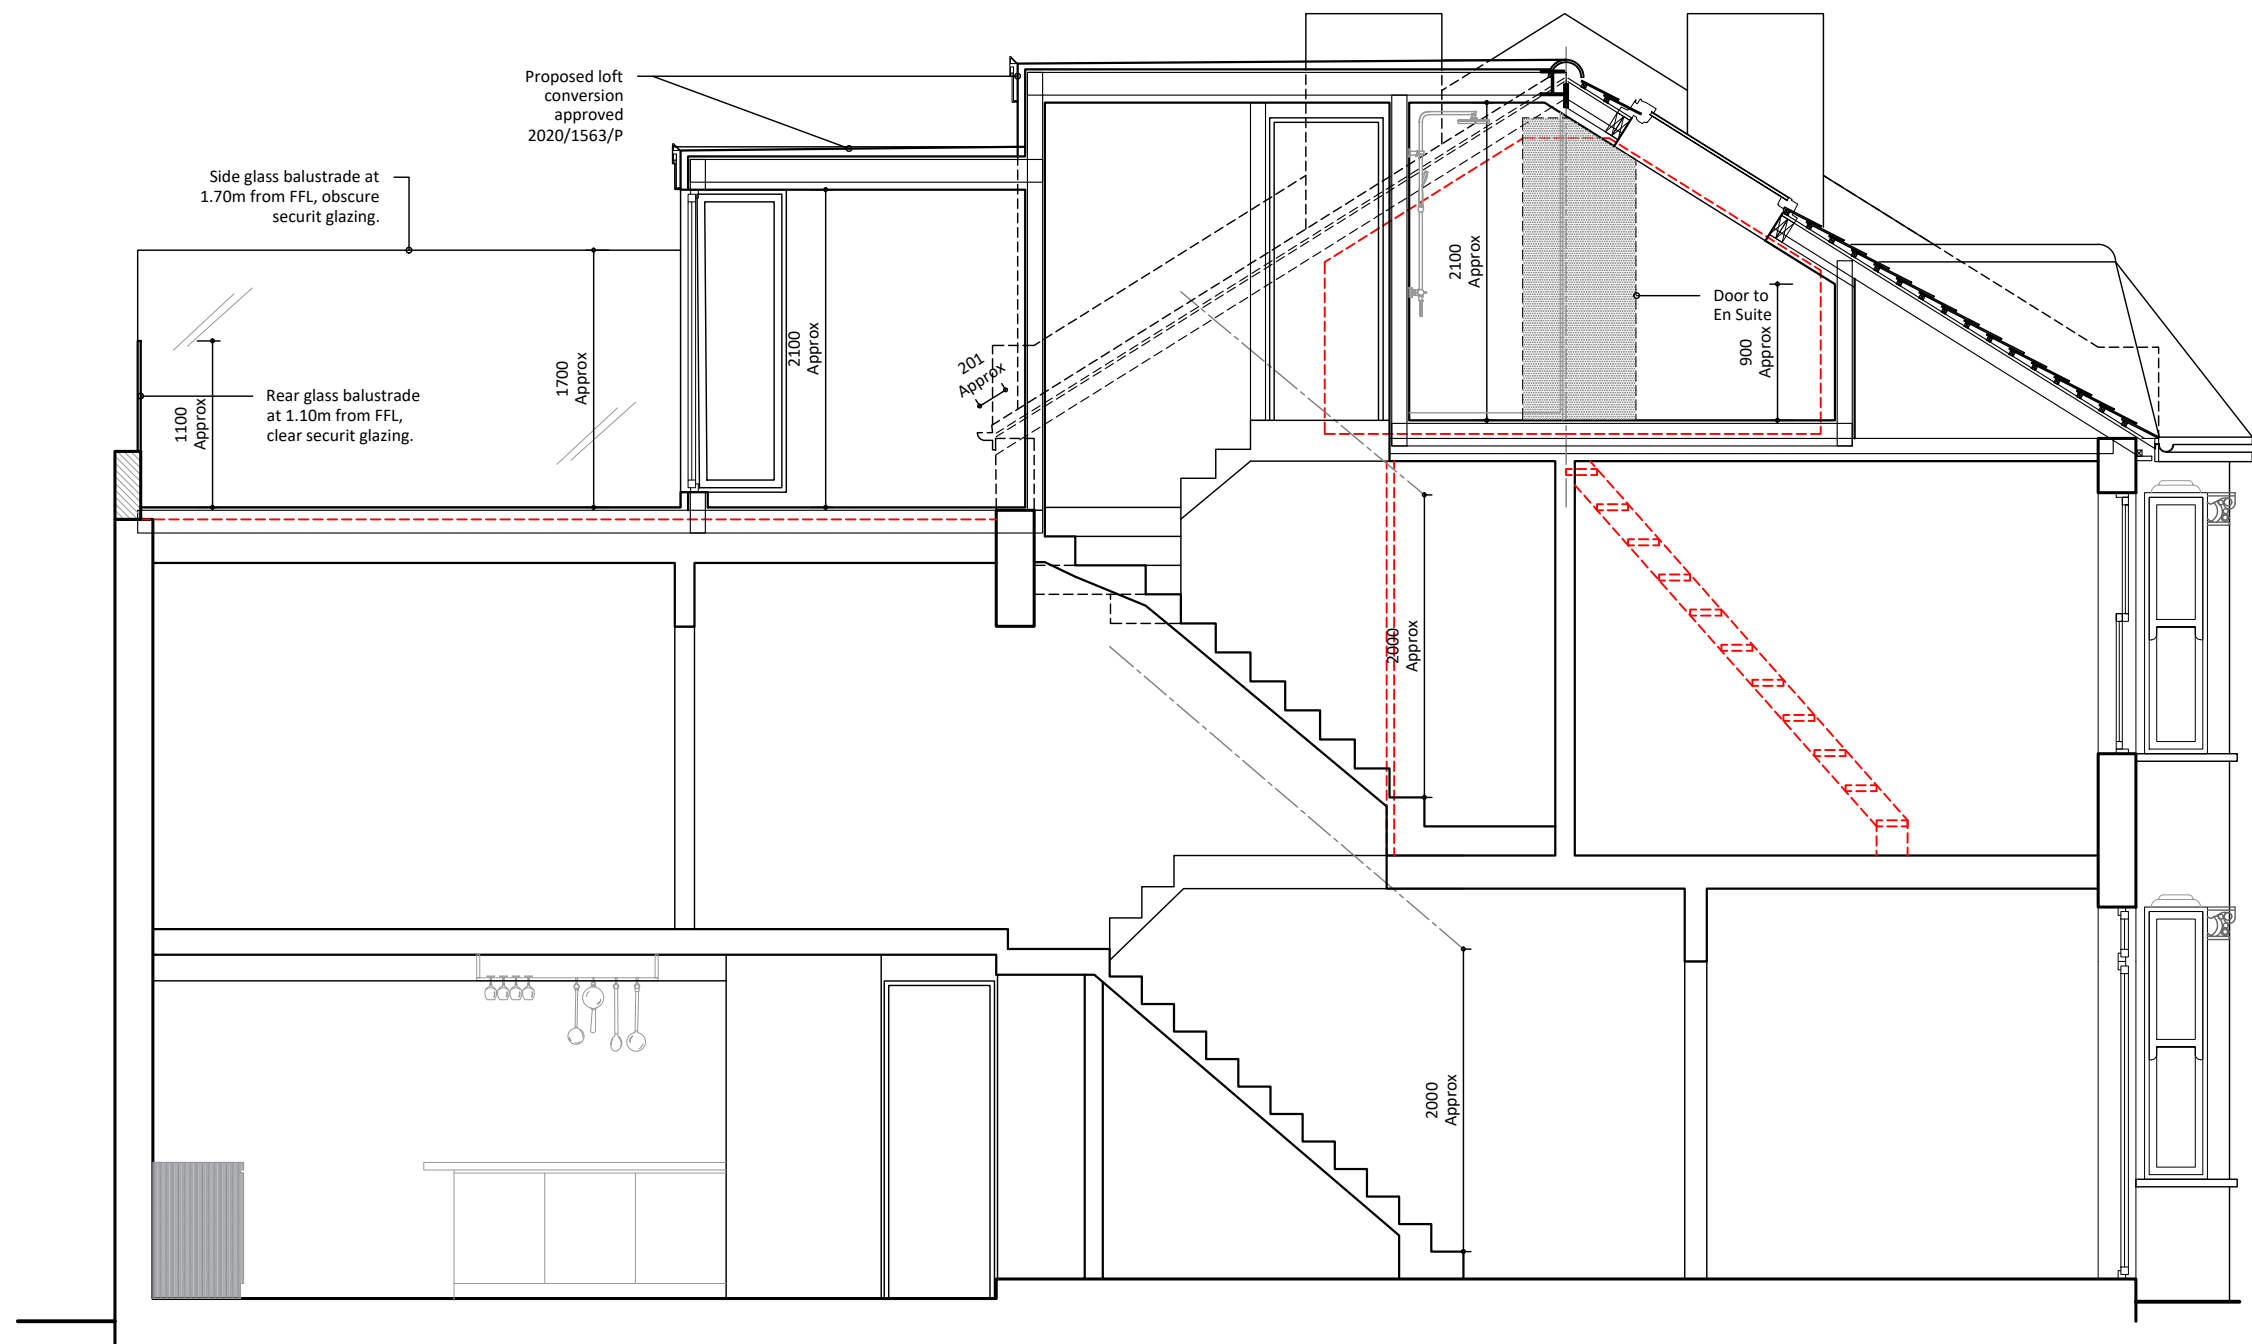 Proposed loft
conversion
approved
2020/1563/P
Side glass balustrade at
1.70m from FFL, obscure
securit glazing.
Rear glass balustrade
at 1.10m from FFL,
clear securit glazing.
1100
Approx
1700
Approx
2100
Approx
201
Approx
2100
Approx
Door to
En Suite
900
Approx
2000
Approx
2000
Approx